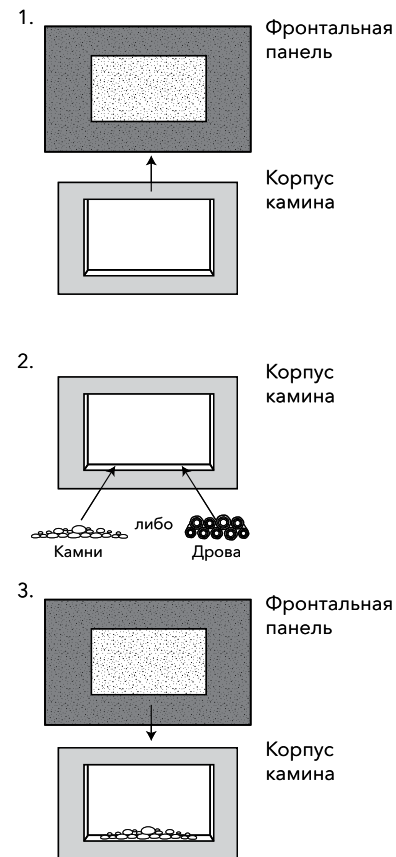 1.
Фронтальная
панель
Корпус
камина
2.
Корпус
камина
либо
Камни
Дрова
3.
Фронтальная
панель
Корпус
камина